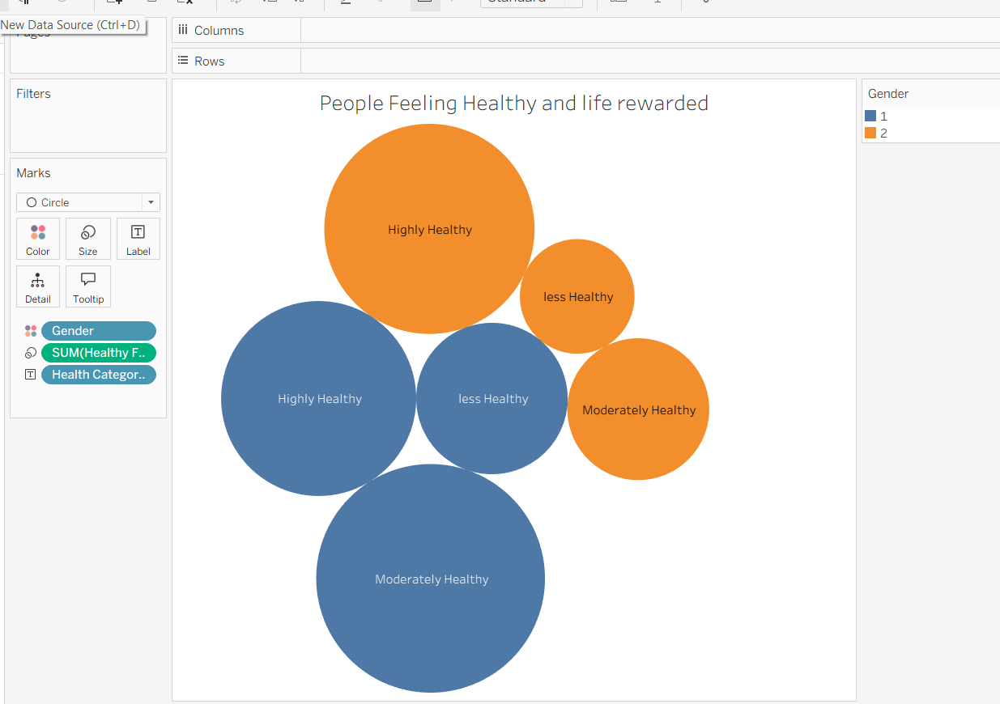 Standard
New Data Source (Ctrl+D)
Pages
Columns
Rows
Filters
Marks
Circle
Color
Size
Label
Detail
Tooltip
Gender
SUM(Healthy F..
Health Categor..
People Feeling Healthy and life rewarded
Highly Healthy
less Healthy
Highly Healthy
less Healthy
Moderately Healthy
Moderately Healthy
Gender
1
2